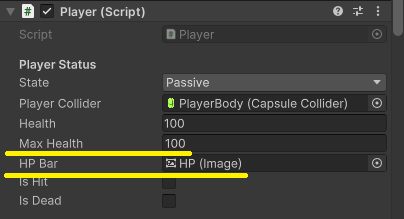 Player (Script)
Script Player
Player Status
State Passive
Player Collider PlayerBody (Capsule Collider)
Health 100
Max Health 100
HP Bar HP (Image)
Is Hit
Is Dead